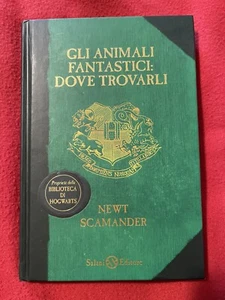 GLI ANIMALI
FANTASTICI:
DOVE TROVARLI
Proprietà della
BIBLIOTECA
DI
HOGWARTS
NEWT
SCAMANDER
Salani Editore